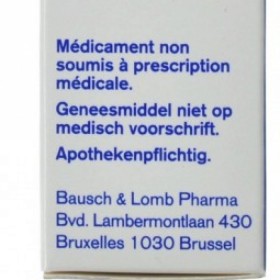 Médicament non
soumis à prescription
médicale.
Geneesmiddel niet op
medisch voorschrift.
Apothekenpflichtig.
Bausch & Lomb Pharma
Bvd. Lambermontlaan 430
Bruxelles 1030 Brussel